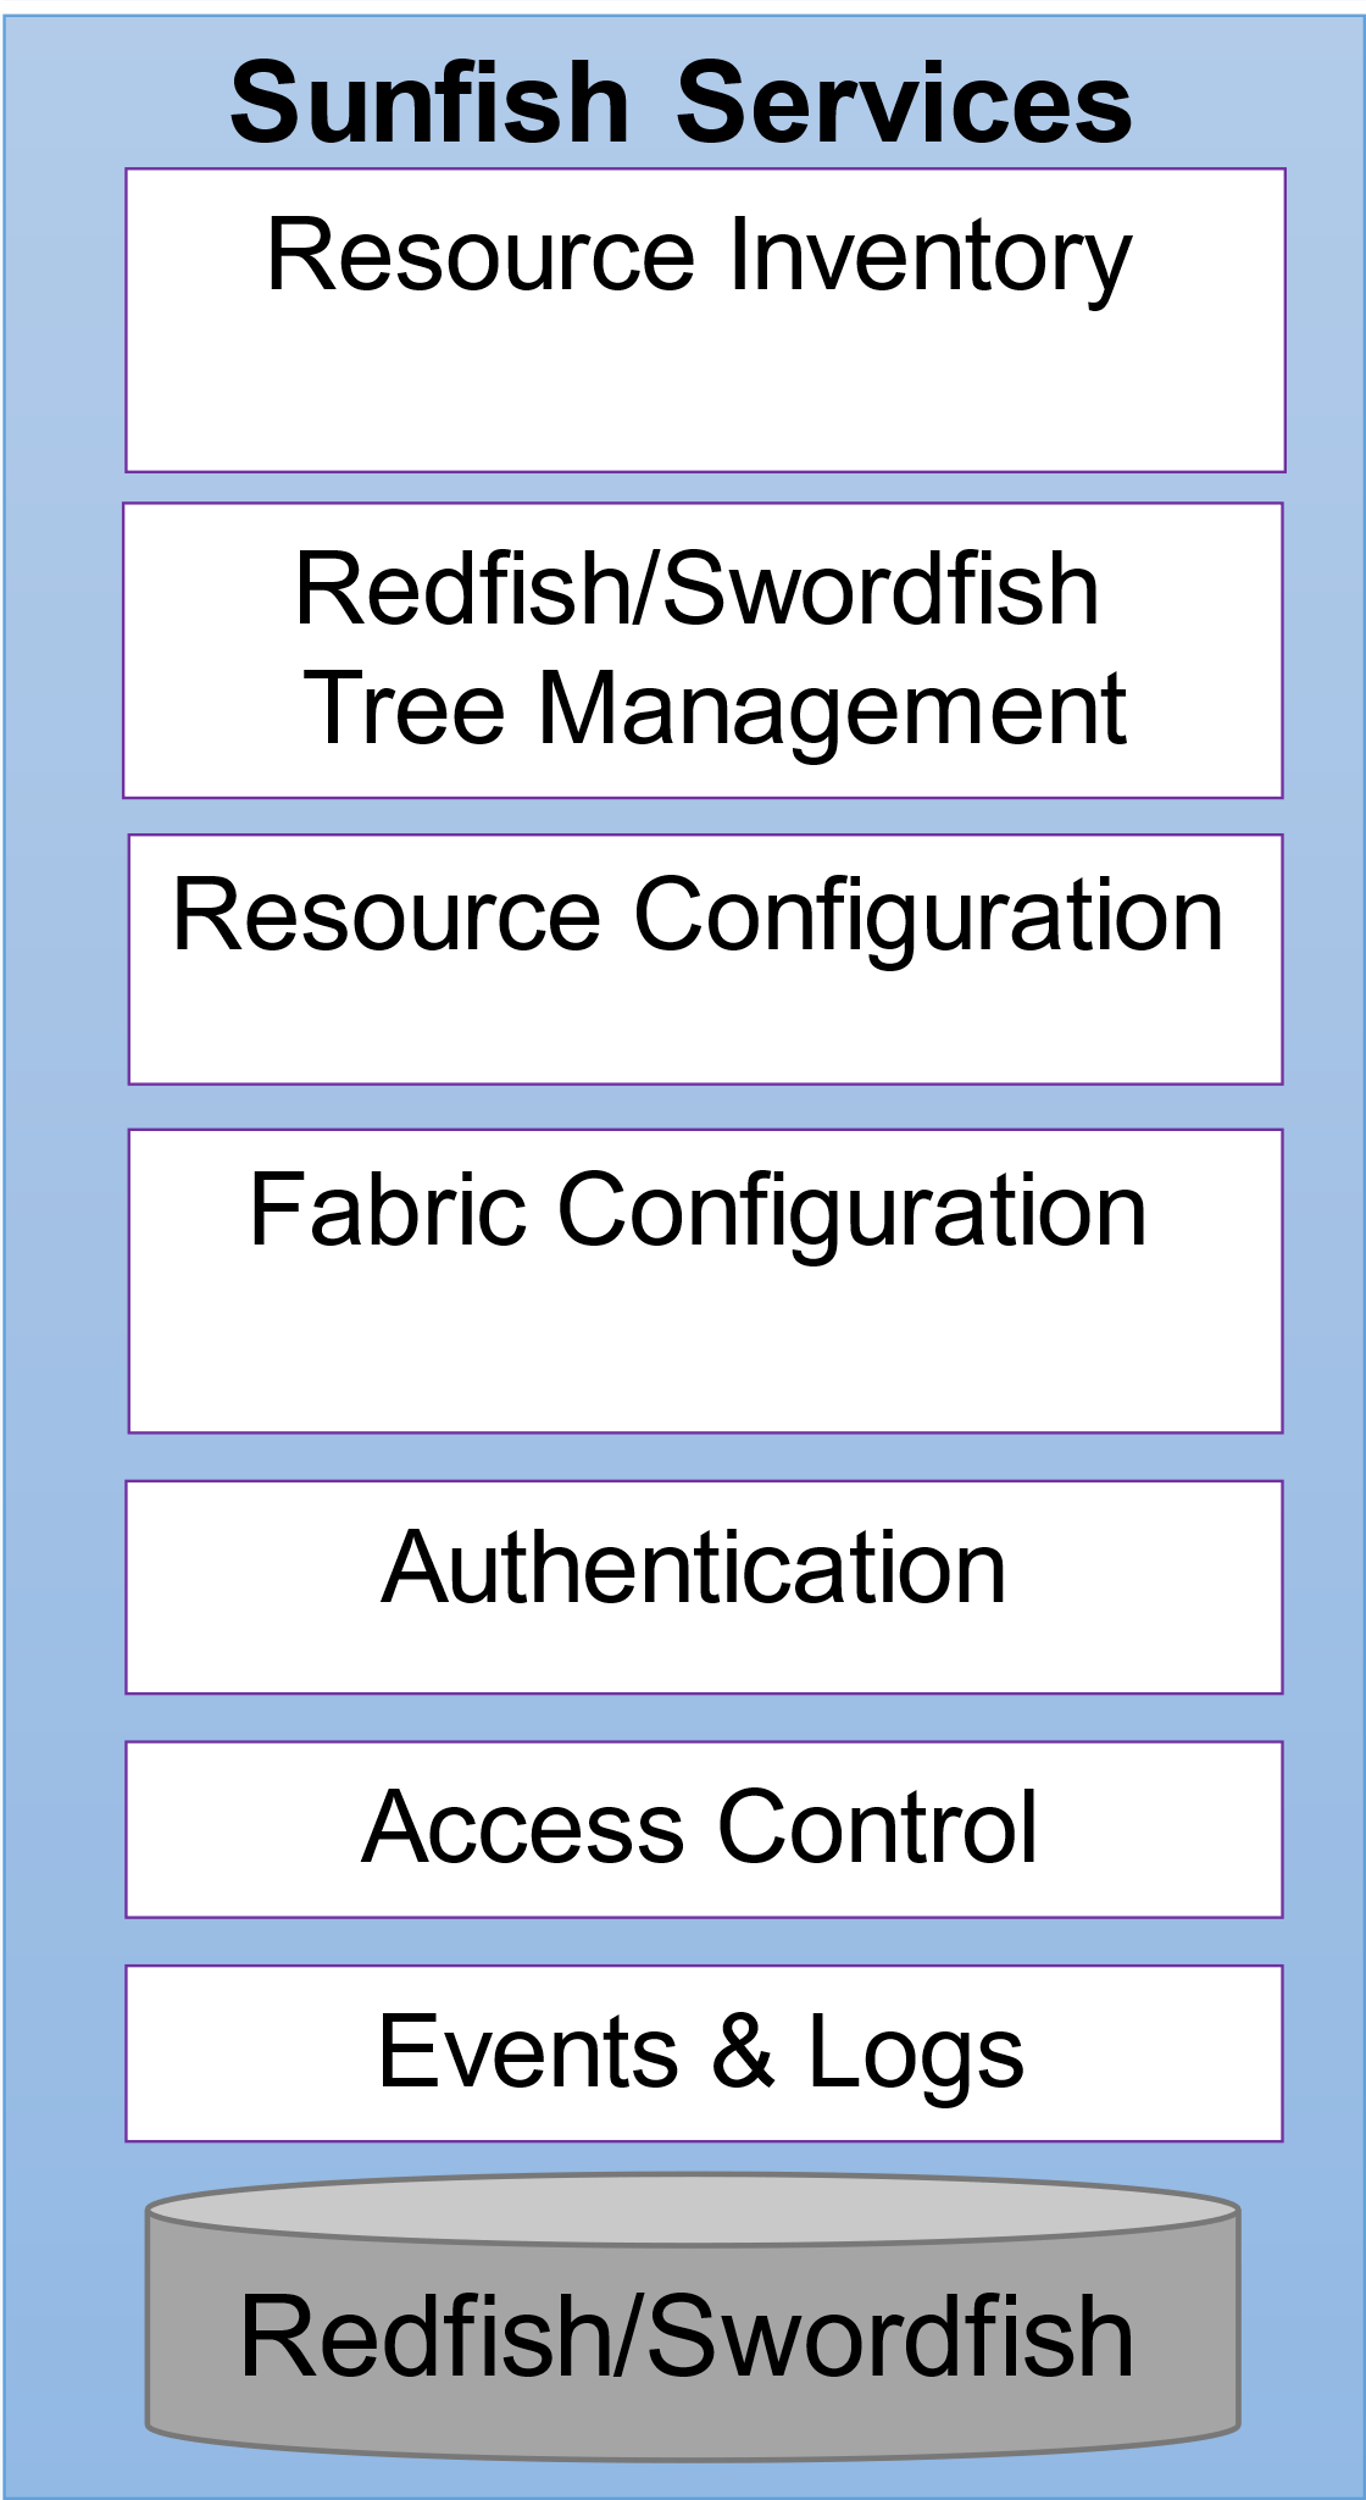 Sunfish Services
Resource Inventory
Redfish/Swordfish
Tree Management
Resource Configuration
Fabric Configuration
Authentication
Access Control
Events & Logs
Redfish/Swordfish